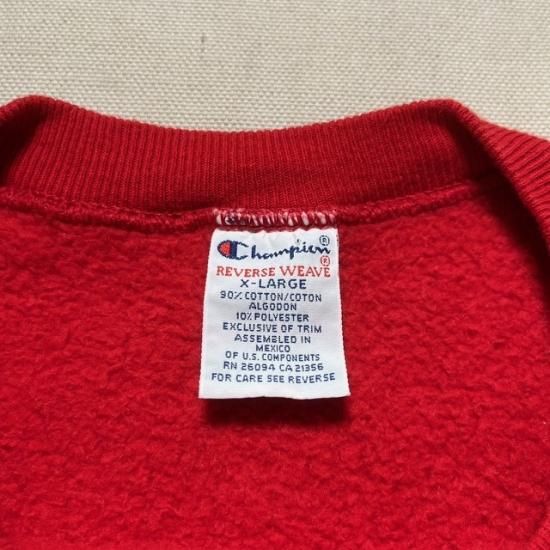 Champion®
REVERSE WEAVE®
X-LARGE
90% COTTON/COTON
ALGODON
10% POLYESTER
EXCLUSIVE OF TRIM
ASSEMBLED IN
MEXICO
OF U.S. COMPONENTS
RN 26094 CA 21356
FOR CARE SEE REVERSE